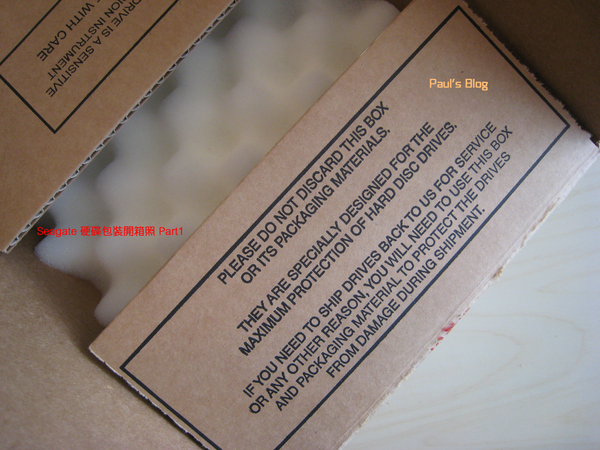 DRIVE IS A SENSITIVE
ION INSTRUMENT
WITH CARE
Paul's Blog
PLEASE DO NOT DISCARD THIS BOX
OR ITS PACKAGING MATERIALS.
THEY ARE SPECIALLY DESIGNED FOR THE
MAXIMUM PROTECTION OF HARD DISC DRIVES.
IF YOU NEED TO SHIP DRIVES BACK TO US FOR SERVICE
OR ANY OTHER REASON, YOU WILL NEED TO USE THIS BOX
AND PACKAGING MATERIAL TO PROTECT THE DRIVES
FROM DAMAGE DURING SHIPMENT.
Seugate 硬碟包裝開箱照 Part1